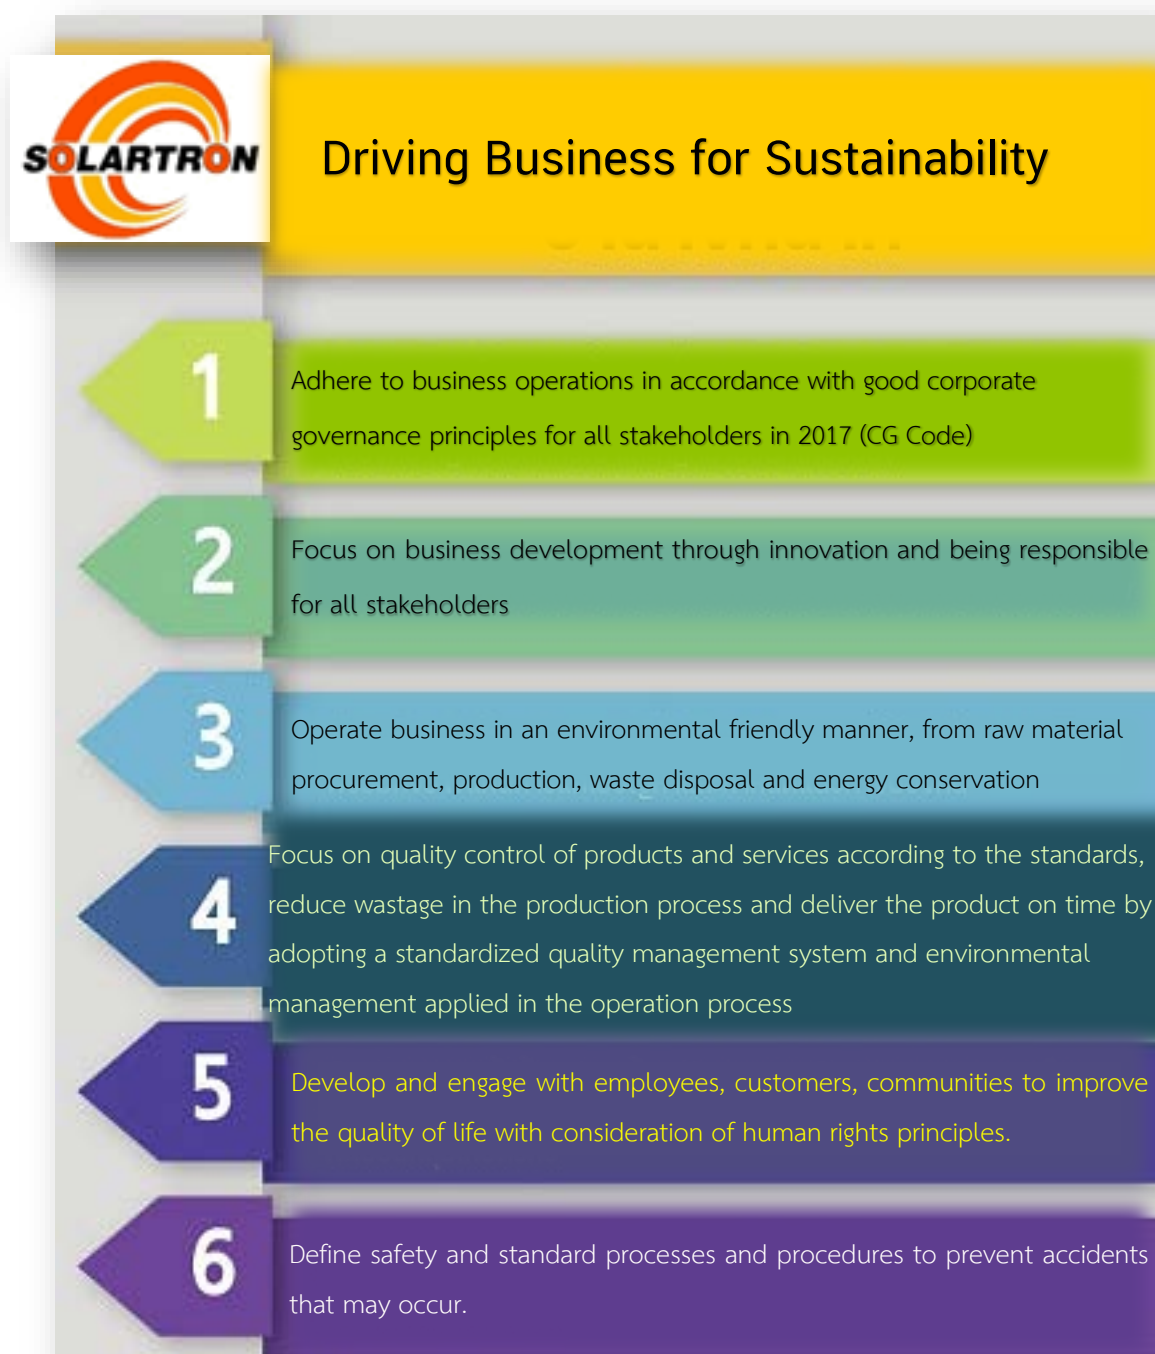 SOLARTRON
Driving Business for Sustainability
1
Adhere to business operations in accordance with good corporate
governance principles for all stakeholders in 2017 (CG Code)
2
Focus on business development through innovation and being responsible
for all stakeholders
3
Operate business in an environmental friendly manner, from raw material
procurement, production, waste disposal and energy conservation
4
Focus on quality control of products and services according to the standards,
reduce wastage in the production process and deliver the product on time by
adopting a standardized quality management system and environmental
management applied in the operation process
5
Develop and engage with employees, customers, communities to improve
the quality of life with consideration of human rights principles.
6
Define safety and standard processes and procedures to prevent accidents
that may occur.